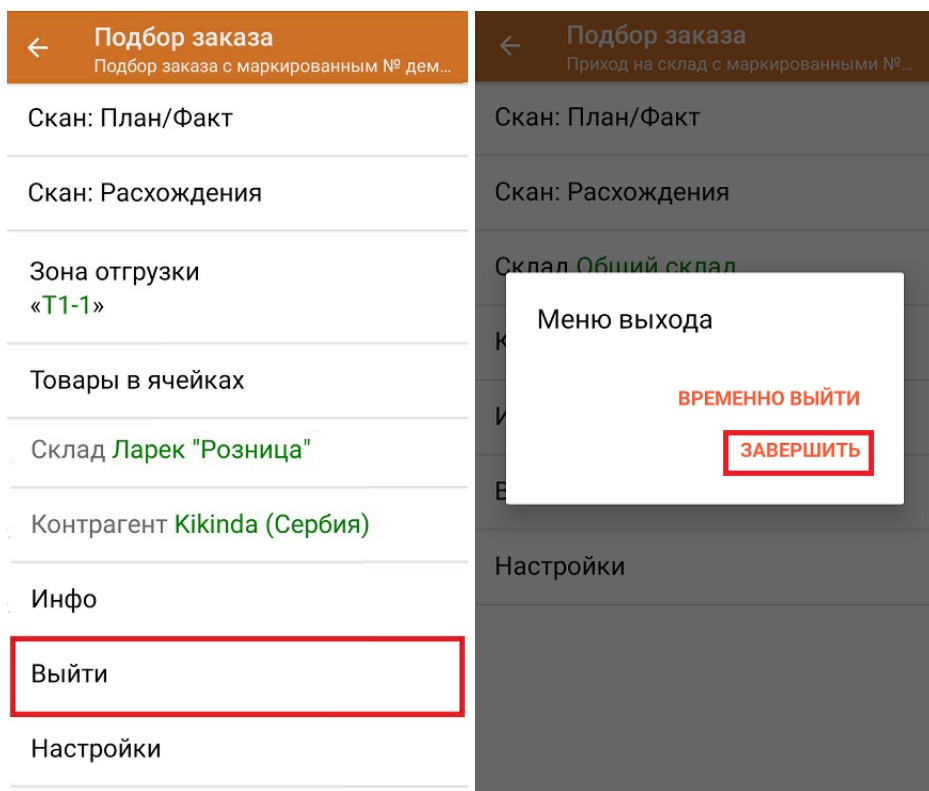 Подбор заказа
Подбор заказа с маркированным № дем...
Скан: План/Факт
Скан: Расхождения
Зона отгрузки
«Т1-1»
Товары в ячейках
Склад Ларек "Розница"
Контрагент Kikinda (Сербия)
Инфо
Выйти
Настройки
Подбор заказа
Приход на склад с маркированными №...
Скан: План/Факт
Скан: Расхождения
Склад Общий склад
Меню выхода
ВРЕМЕННО ВЫЙТИ
ЗАВЕРШИТЬ
Настройки